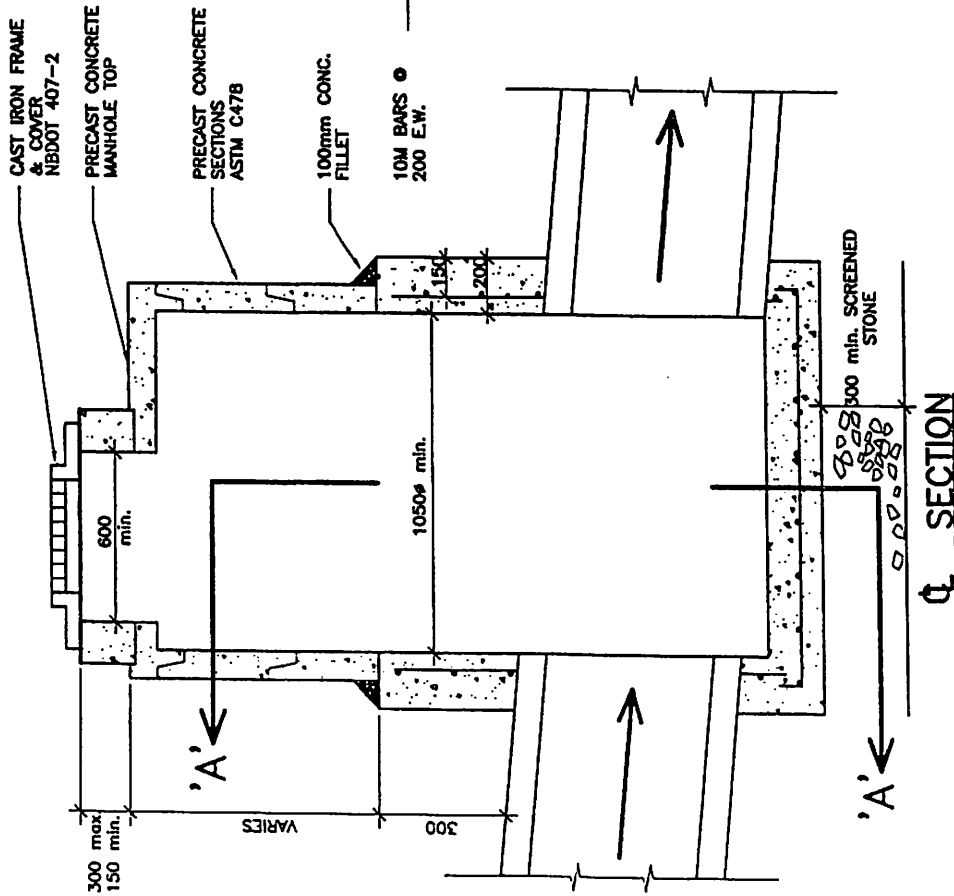 CAST IRON FRAME
& COVER
NBDOT 407-2
PRECAST CONCRETE
MANHOLE TOP
PRECAST CONCRETE
SECTIONS
ASTM C478
100mm CONC.
FILLET
10M BARS @
200 E.W.
600
min.
1050ø min.
150
200
300 max.
150 min.
VARIES
300
'A'
'A'
300 min. SCREENED
STONE
℄ SECTION